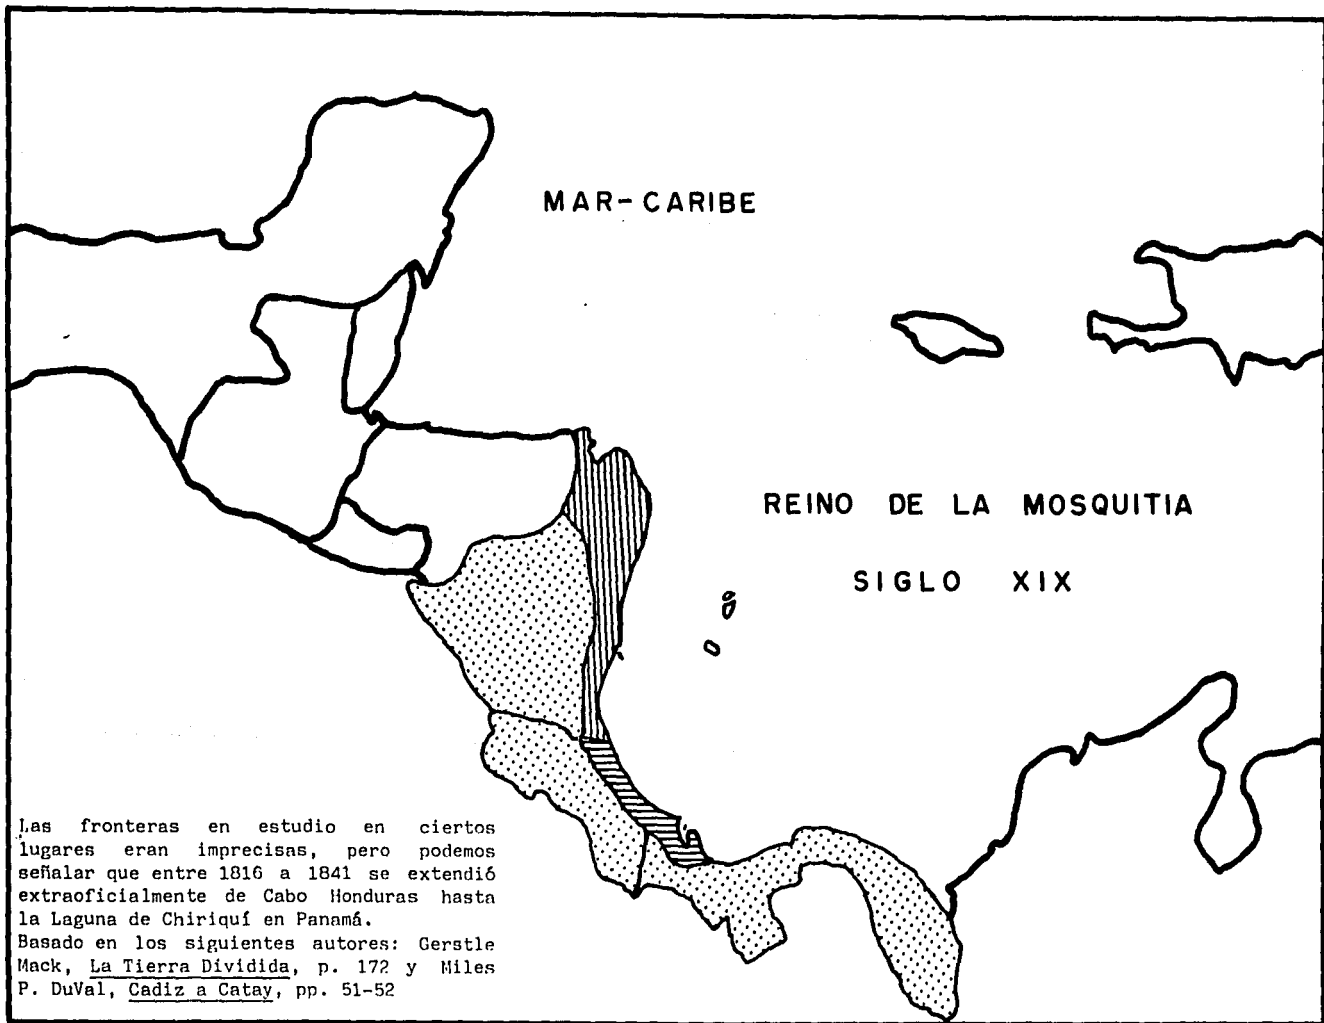 MAR-CARIBE
REINO DE LA MOSQUITIA
SIGLO XIX
Las fronteras en estudio en ciertos
lugares eran imprecisas, pero podemos
señalar que entre 1816 a 1841 se extendió
extraoficialmente de Cabo Honduras hasta
la Laguna de Chiriquí en Panamá.
Basado en los siguientes autores: Gerstle
Mack, La Tierra Dividida, p. 172 y Miles
P. DuVal, Cadiz a Catay, pp. 51-52